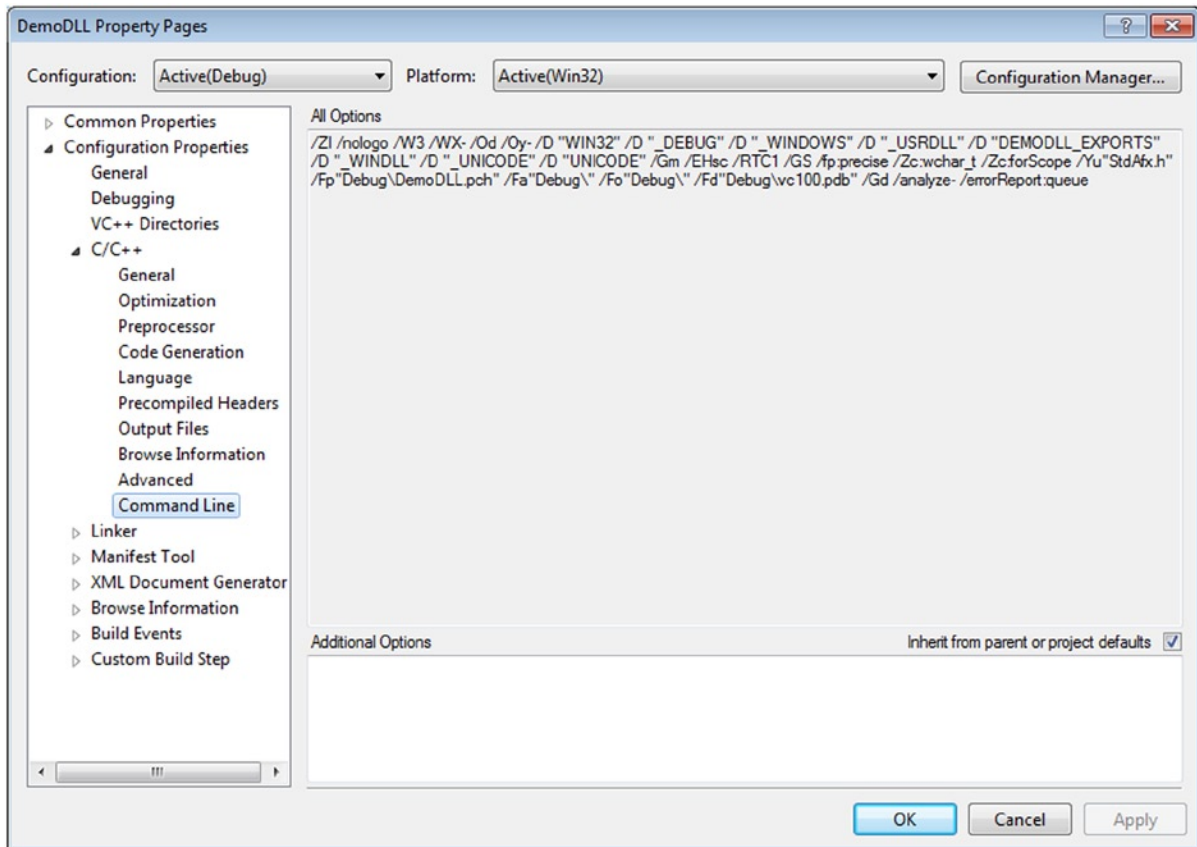 DemoDLL Property Pages
Configuration: Active(Debug) Platform: Active(Win32) Configuration Manager...
Common Properties
Configuration Properties
General
Debugging
VC++ Directories
C/C++
General
Optimization
Preprocessor
Code Generation
Language
Precompiled Headers
Output Files
Browse Information
Advanced
Command Line
Linker
Manifest Tool
XML Document Generator
Browse Information
Build Events
Custom Build Step
All Options
/ZI /nologo /W3 /WX- /Od /Oy- /D "WIN32" /D "_DEBUG" /D "_WINDOWS" /D "_USRDLL" /D "DEMODLL_EXPORTS"
/D "_WINDLL" /D "_UNICODE" /D "UNICODE" /Gm /EHsc /RTC1 /GS /fp:precise /Zc:wchar_t /Zc:forScope /Yu"StdAfx.h"
/Fp"Debug\DemoDLL.pch" /Fa"Debug\" /Fo"Debug\" /Fd"Debug\vc100.pdb" /Gd /analyze- /errorReport:queue
Additional Options Inherit from parent or project defaults
OK Cancel Apply